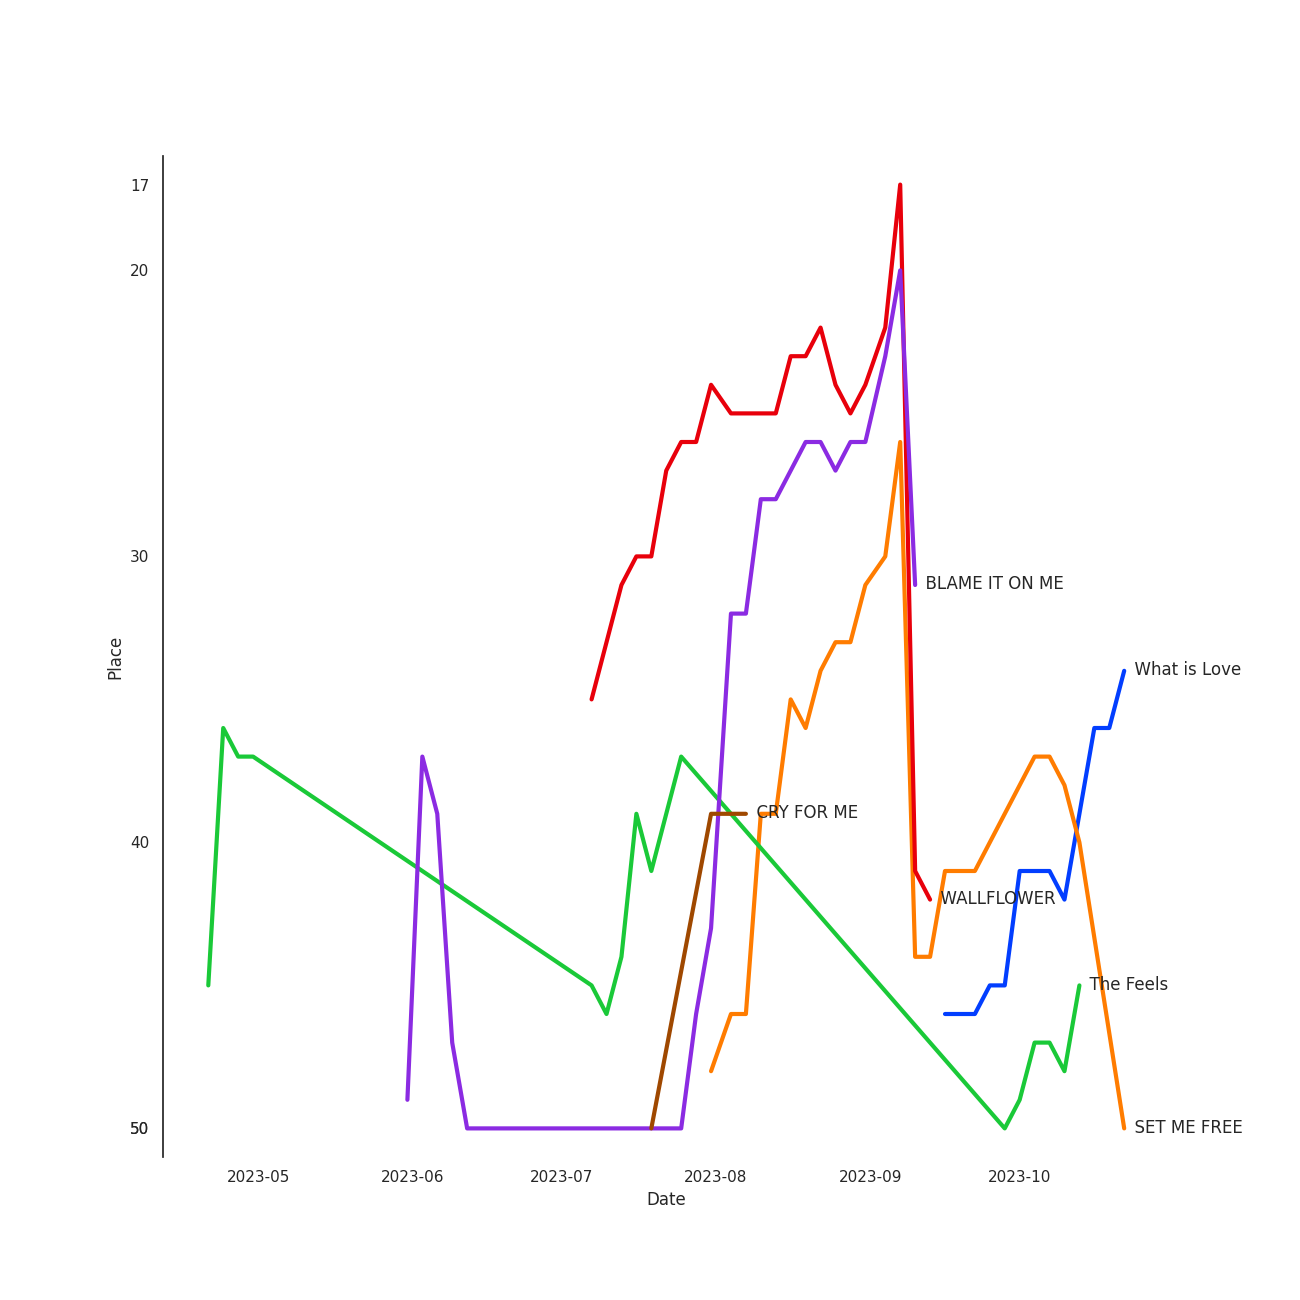 17
20
30
BLAME IT ON ME
What is Love
Place
CRY FOR ME
40
WALLFLOWER
The Feels
50
SET ME FREE
2023-05
2023-06
2023-07
2023-08
2023-09
2023-10
Date